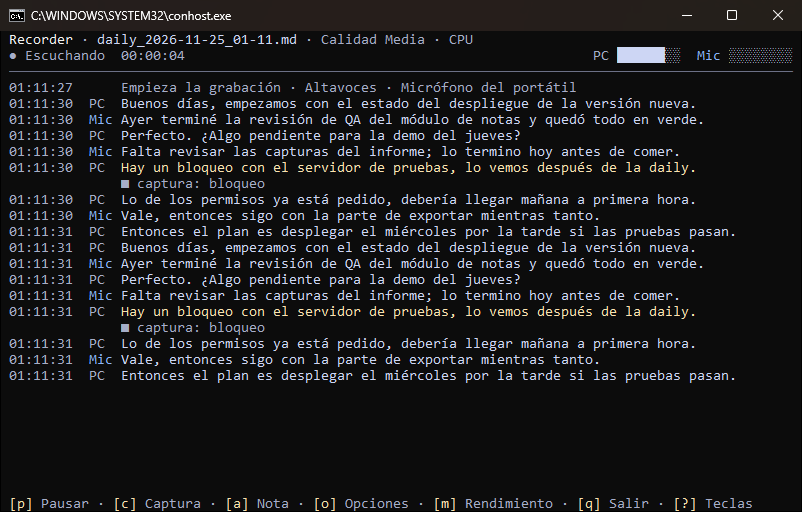 C:\WINDOWS\SYSTEM32\conhost.exe
Recorder · daily_2026-11-25_01-11.md · Calidad Media · CPU
● Escuchando 00:00:04 PC Mic
01:11:27 Empieza la grabación · Altavoces · Micrófono del portátil
01:11:30 PC Buenos días, empezamos con el estado del despliegue de la versión nueva.
01:11:30 Mic Ayer terminé la revisión de QA del módulo de notas y quedó todo en verde.
01:11:30 PC Perfecto. ¿Algo pendiente para la demo del jueves?
01:11:30 Mic Falta revisar las capturas del informe; lo termino hoy antes de comer.
01:11:30 PC Hay un bloqueo con el servidor de pruebas, lo vemos después de la daily.
■ captura: bloqueo
01:11:30 PC Lo de los permisos ya está pedido, debería llegar mañana a primera hora.
01:11:30 Mic Vale, entonces sigo con la parte de exportar mientras tanto.
01:11:31 PC Entonces el plan es desplegar el miércoles por la tarde si las pruebas pasan.
01:11:31 PC Buenos días, empezamos con el estado del despliegue de la versión nueva.
01:11:31 Mic Ayer terminé la revisión de QA del módulo de notas y quedó todo en verde.
01:11:31 PC Perfecto. ¿Algo pendiente para la demo del jueves?
01:11:31 Mic Falta revisar las capturas del informe; lo termino hoy antes de comer.
01:11:31 PC Hay un bloqueo con el servidor de pruebas, lo vemos después de la daily.
■ captura: bloqueo
01:11:31 PC Lo de los permisos ya está pedido, debería llegar mañana a primera hora.
01:11:31 Mic Vale, entonces sigo con la parte de exportar mientras tanto.
01:11:31 PC Entonces el plan es desplegar el miércoles por la tarde si las pruebas pasan.
[p] Pausar · [c] Captura · [a] Nota · [o] Opciones · [m] Rendimiento · [q] Salir · [?] Teclas